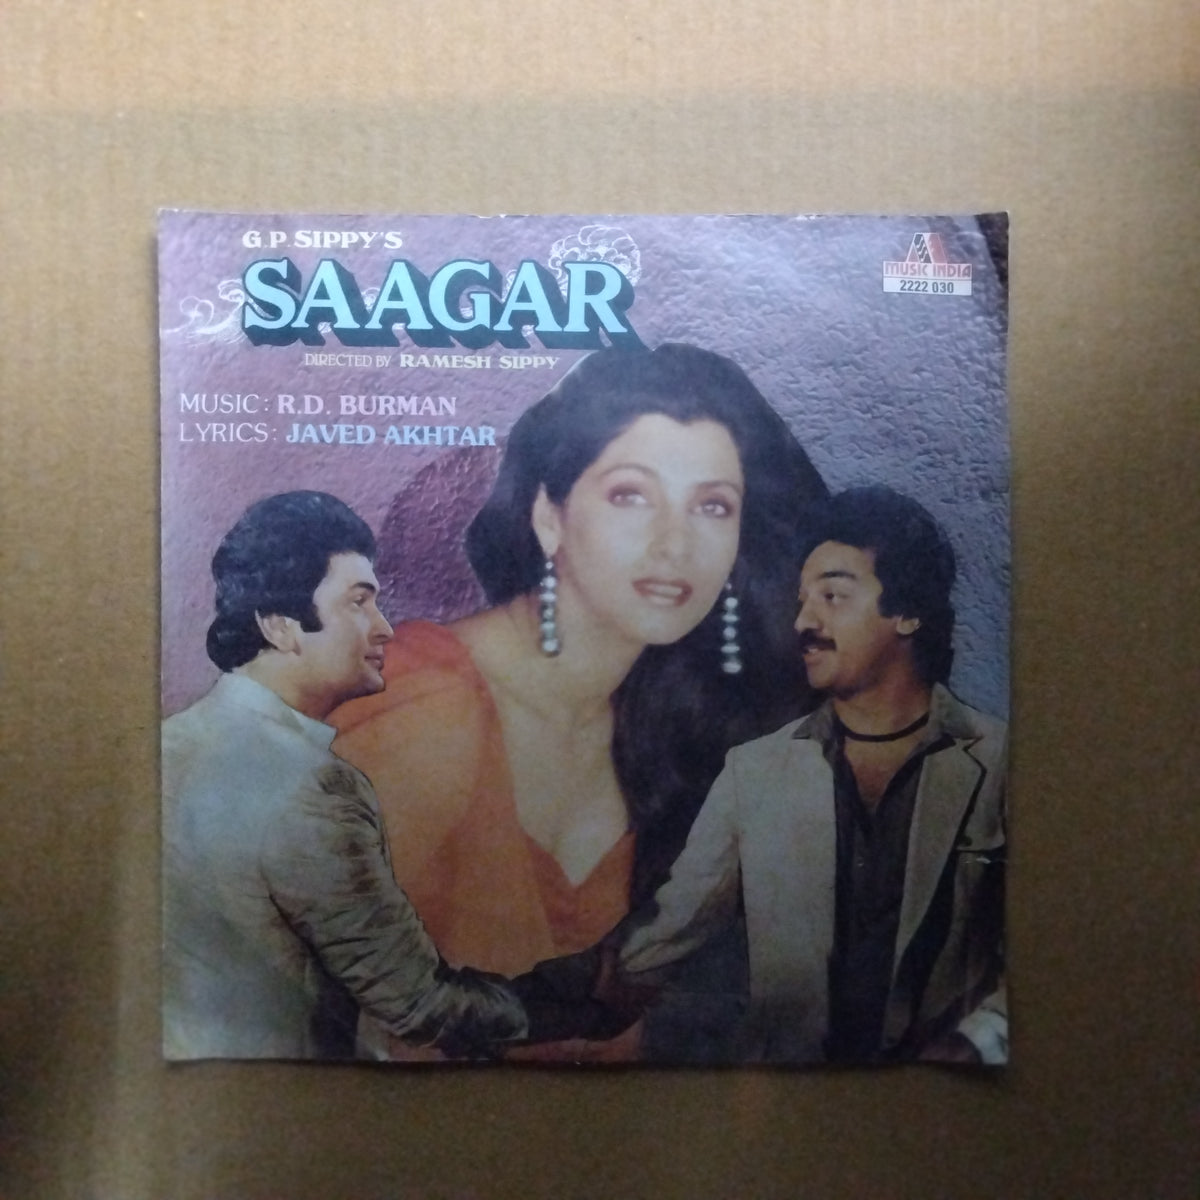 G.P. SIPPY'S
SAAGAR
DIRECTED BY RAMESH SIPPY
MUSIC: R.D. BURMAN
LYRICS: JAVED AKHTAR
MUSIC INDIA
2222 030